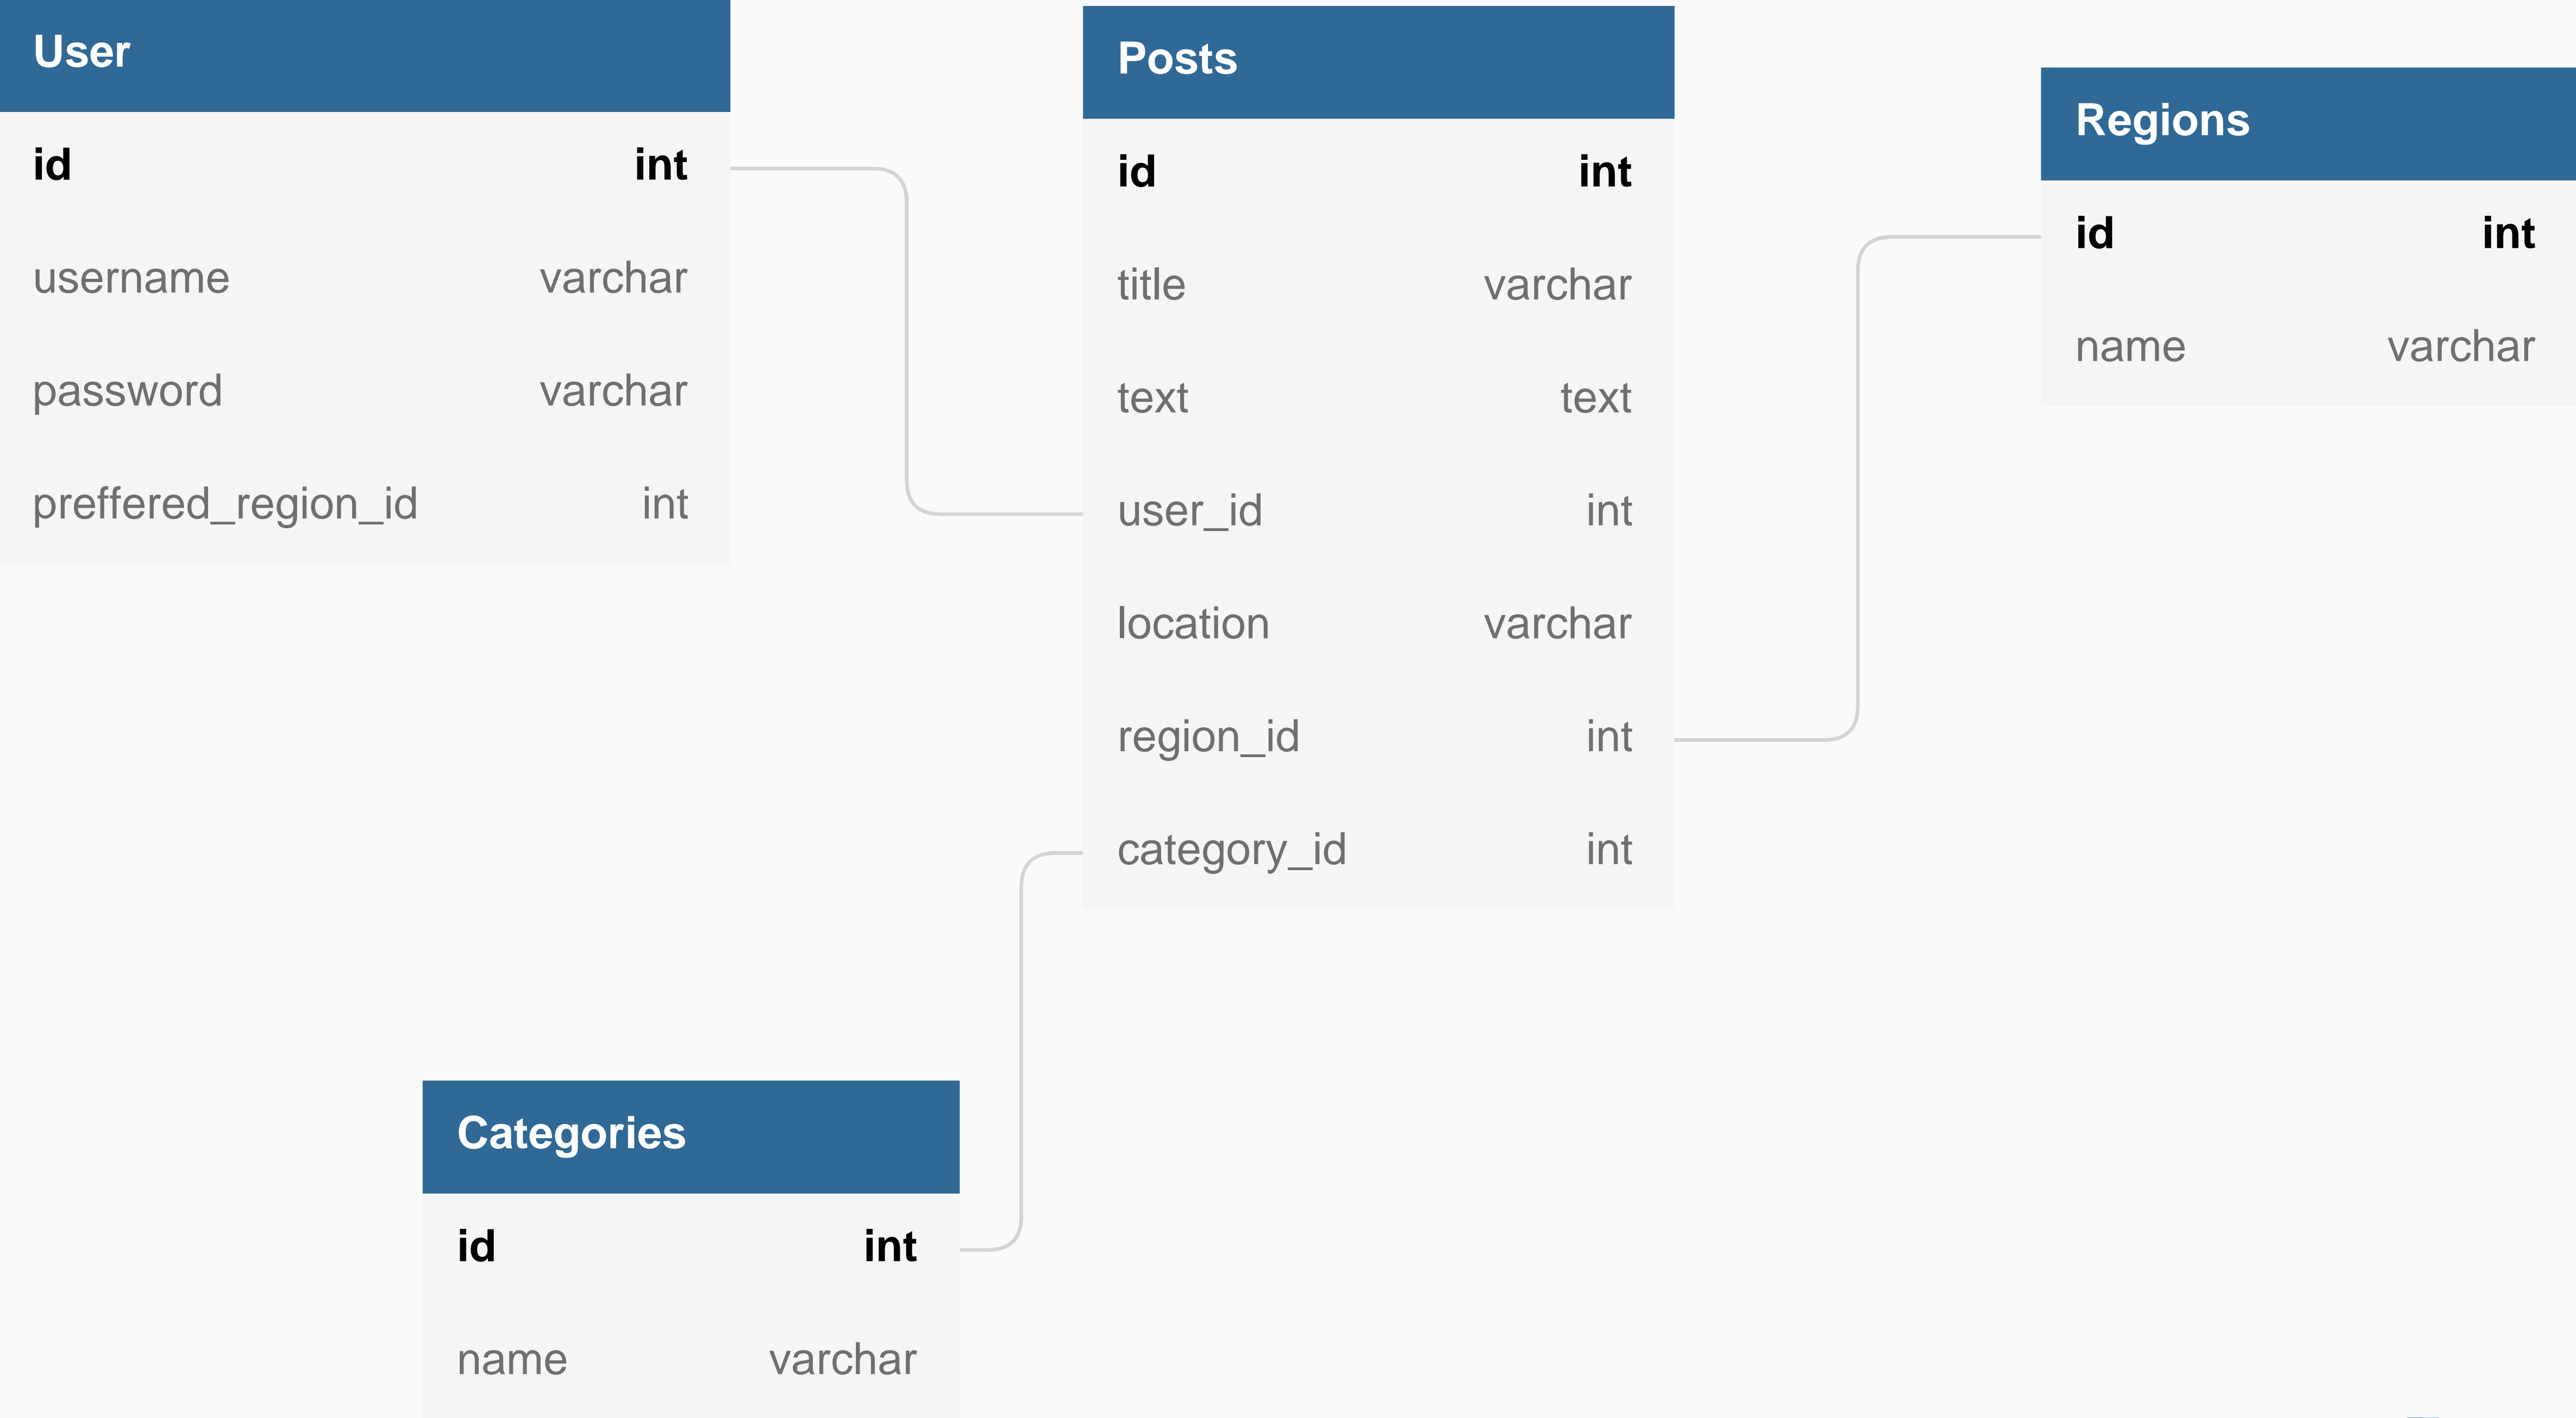 User
id int
username varchar
password varchar
preffered_region_id int
Posts
id int
title varchar
text text
user_id int
location varchar
region_id int
category_id int
Regions
id int
name varchar
Categories
id int
name varchar